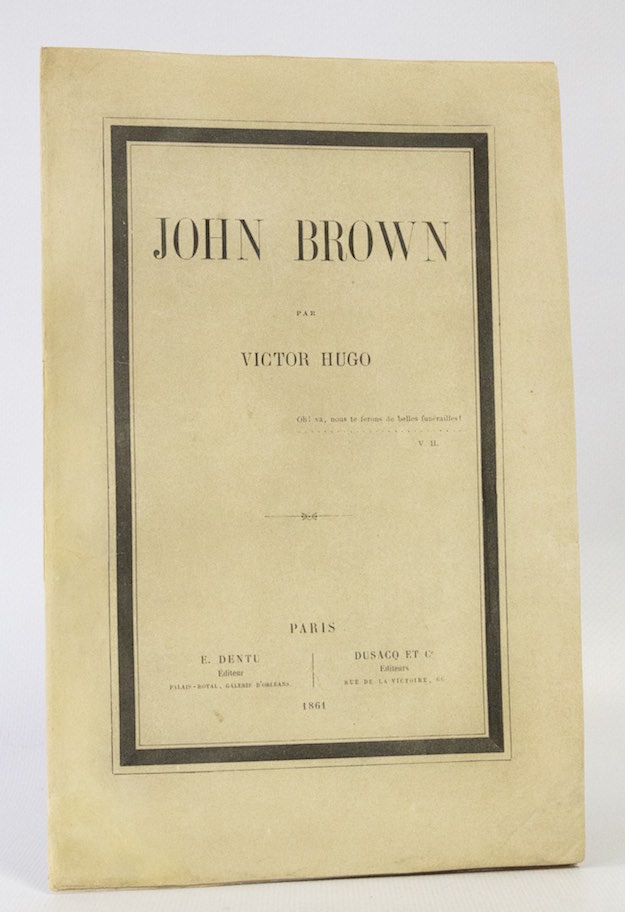 JOHN BROWN
PAR
VICTOR HUGO
Oh! va, nous te ferons de belles funérailles!
V. H.
PARIS
E. DENTU
Éditeur
PALAIS-ROYAL, GALERIE D'ORLÉANS.
DUSACQ ET Cⁱᵉ
Éditeurs
RUE DE LA VICTOIRE,
1861